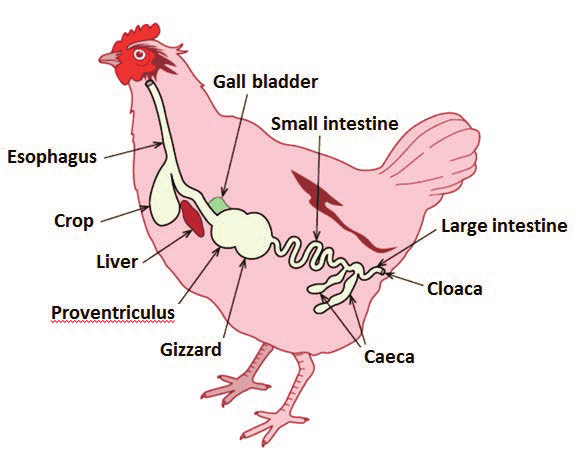 Gall bladder
Small intestine
Esophagus
Crop
Large intestine
Liver
Cloaca
Proventriculus
Gizzard
Caeca